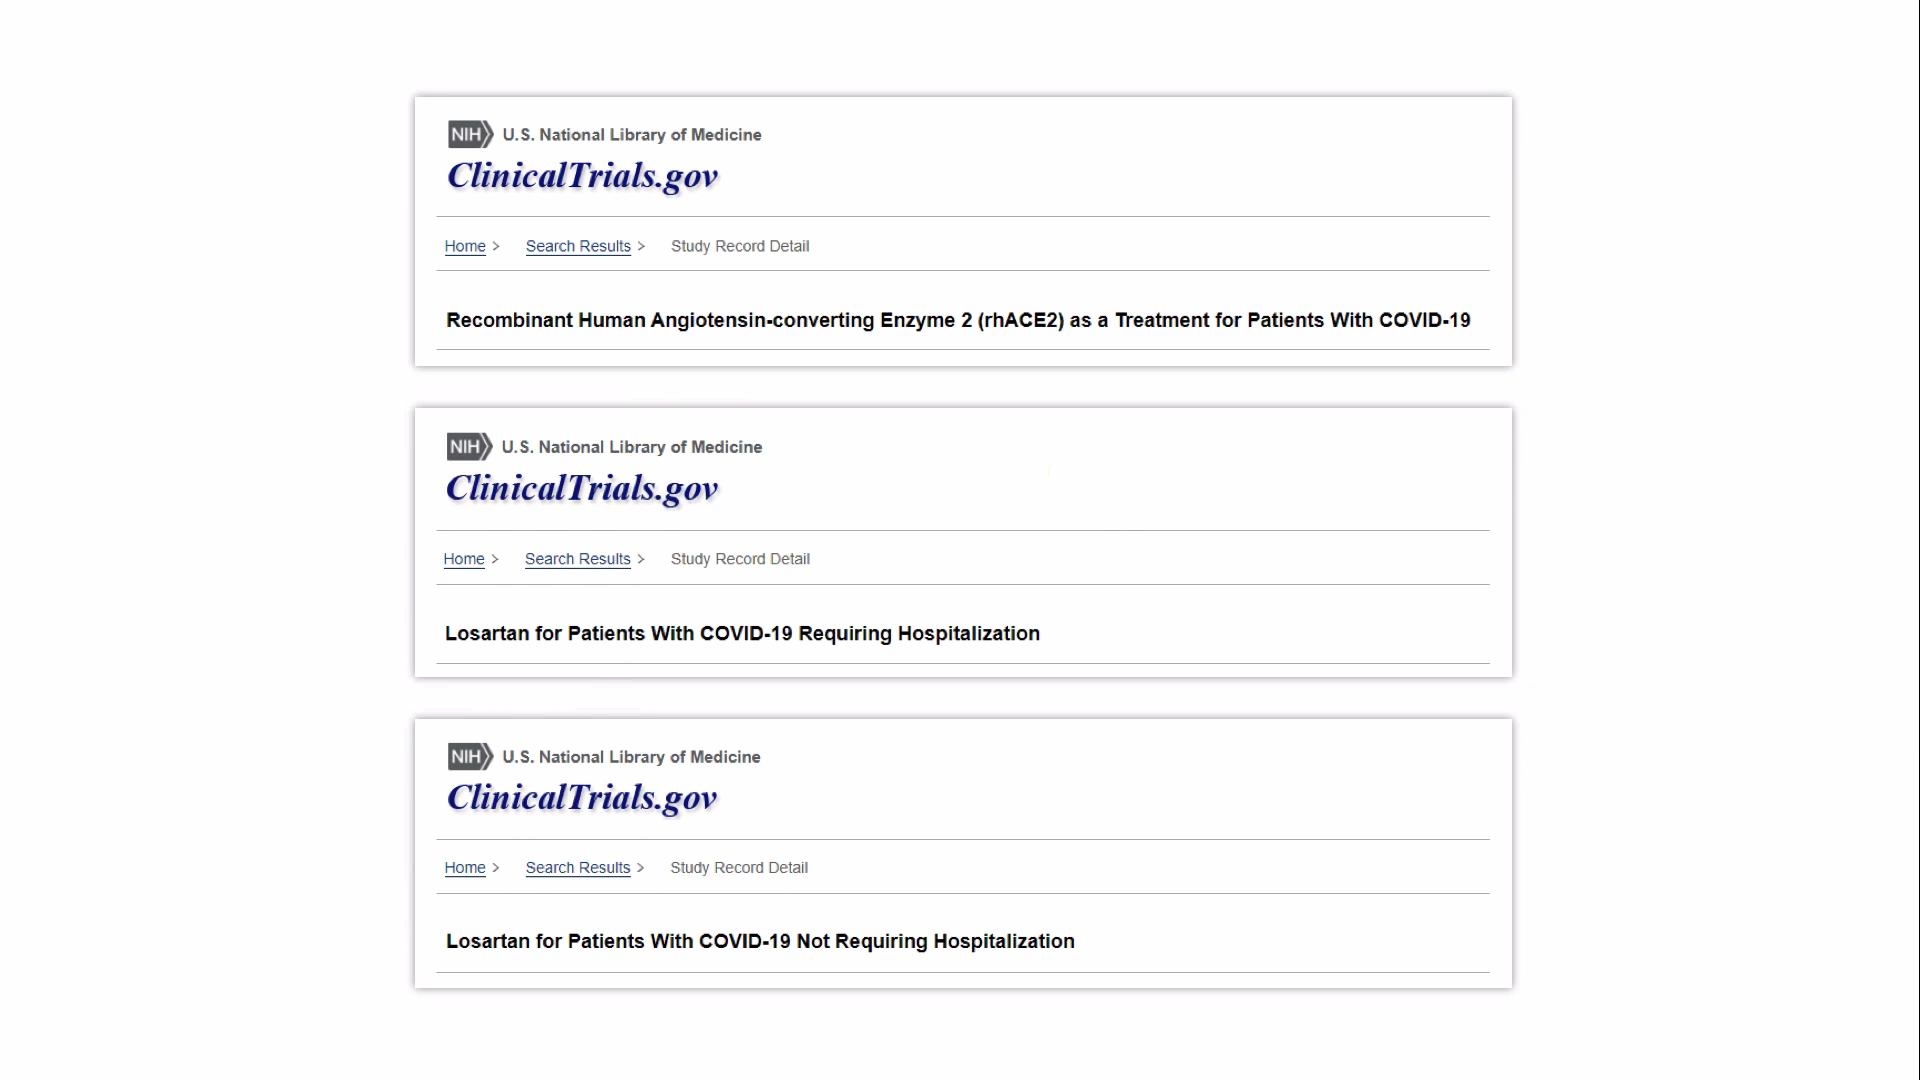 NIH U.S. National Library of Medicine
ClinicalTrials.gov
Home > Search Results > Study Record Detail
Recombinant Human Angiotensin-converting Enzyme 2 (rhACE2) as a Treatment for Patients With COVID-19
NIH U.S. National Library of Medicine
ClinicalTrials.gov
Home > Search Results > Study Record Detail
Losartan for Patients With COVID-19 Requiring Hospitalization
NIH U.S. National Library of Medicine
ClinicalTrials.gov
Home > Search Results > Study Record Detail
Losartan for Patients With COVID-19 Not Requiring Hospitalization